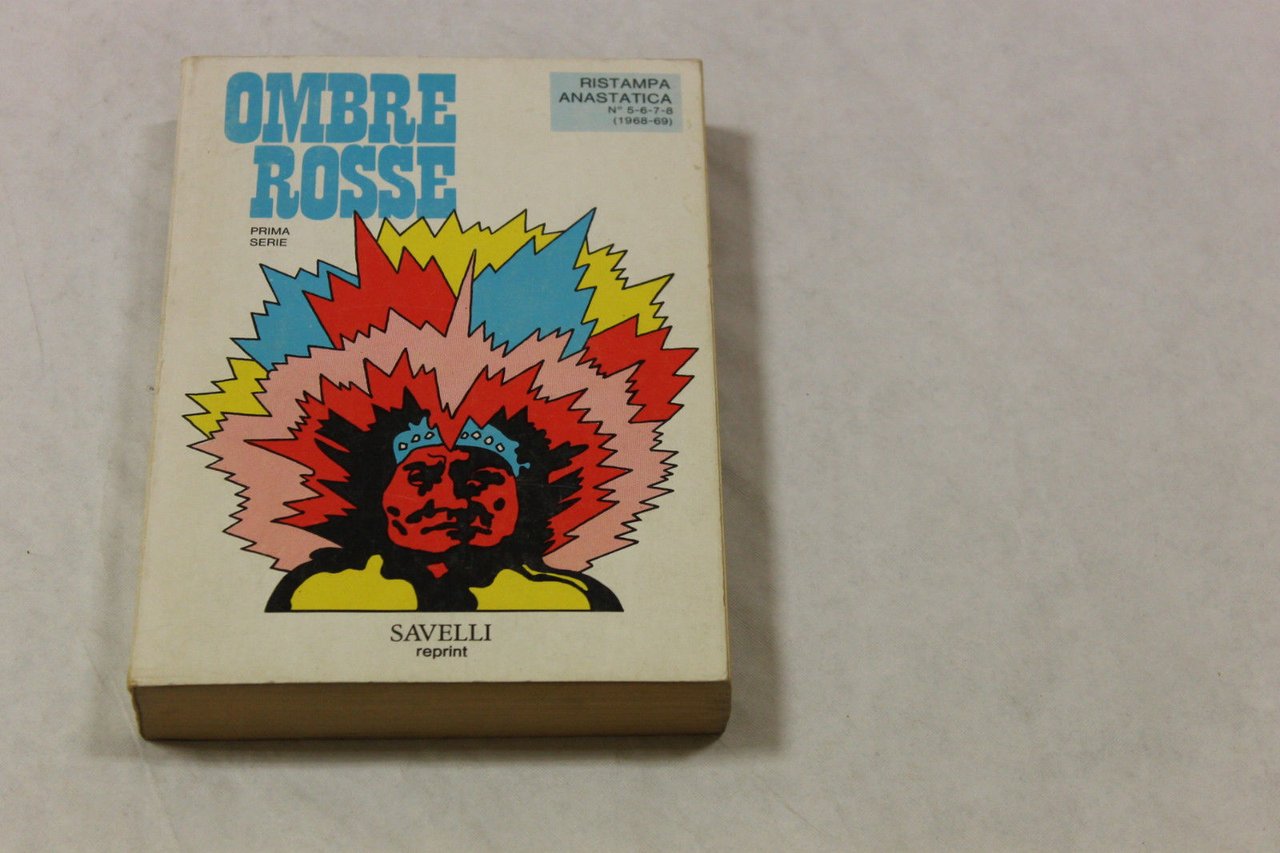 OMBRE
ROSSE
PRIMA
SERIE
RISTAMPA
ANASTATICA
N° 5-6-7-8
(1968-69)
SAVELLI
reprint